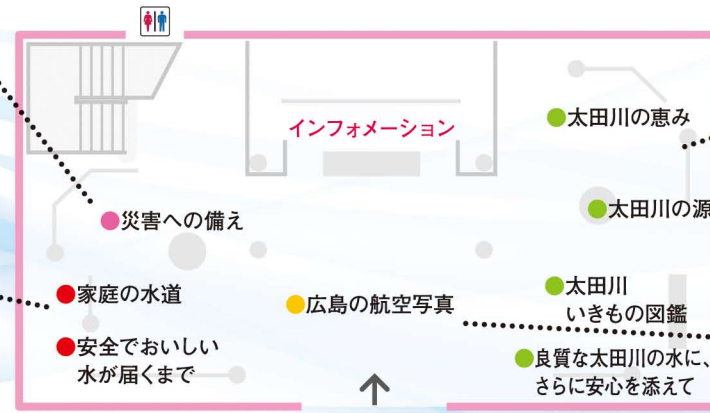 インフォメーション
太田川の恵み
災害への備え
太田川の源
家庭の水道
広島の航空写真
太田川
いきもの図鑑
安全でおいしい
水が届くまで
良質な太田川の水に、
さらに安心を添えて